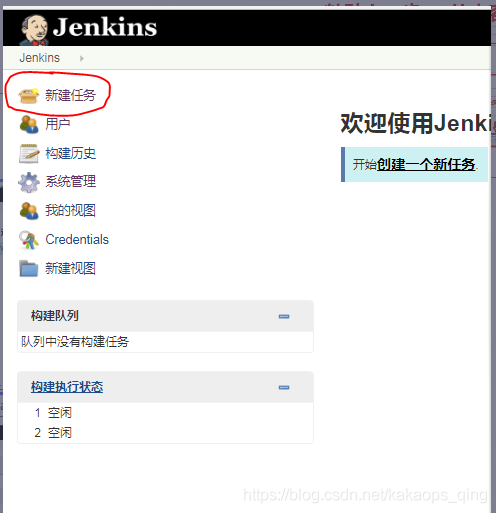 Jenkins
Jenkins
新建任务
用户
构建历史
系统管理
我的视图
Credentials
新建视图
欢迎使用Jenki
开始创建一个新任务.
构建队列
队列中没有构建任务
构建执行状态
1 空闲
2 空闲
https://blog.csdn.net/kakaops_qing